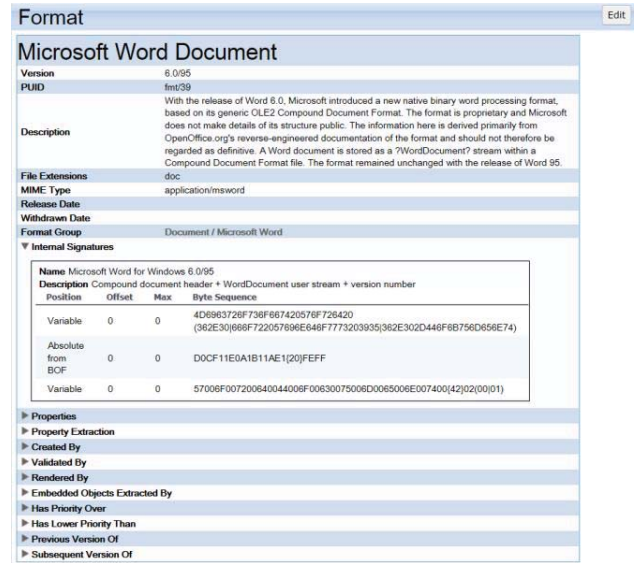 Format
Edit
Microsoft Word Document
Version 6.0/95
PUID fmt/39
With the release of Word 6.0, Microsoft introduced a new native binary word processing format,
based on its generic OLE2 Compound Document Format. The format is proprietary and Microsoft
does not make details of its structure public. The information here is derived primarily from
Description OpenOffice.org's reverse-engineered documentation of the format and should not therefore be
regarded as definitive. A Word document is stored as a ?WordDocument? stream within a
Compound Document Format file. The format remained unchanged with the release of Word 95.
File Extensions doc
MIME Type application/msword
Release Date
Withdrawn Date
Format Group Document / Microsoft Word
Internal Signatures
Name Microsoft Word for Windows 6.0/95
Description Compound document header + WordDocument user stream + version number
Position Offset Max Byte Sequence
Variable 0 0 4D6963726F736F667420576F726420
(362E30|666F722057696E646F7773203935|362E302D446F6B756D656E74)
Absolute
from 0 0 D0CF11E0A1B11AE1{20}FEFF
BOF
Variable 0 0 57006F007200640044006F00630075006D0065006E007400{42}02(00|01)
Properties
Property Extraction
Created By
Validated By
Rendered By
Embedded Objects Extracted By
Has Priority Over
Has Lower Priority Than
Previous Version Of
Subsequent Version Of